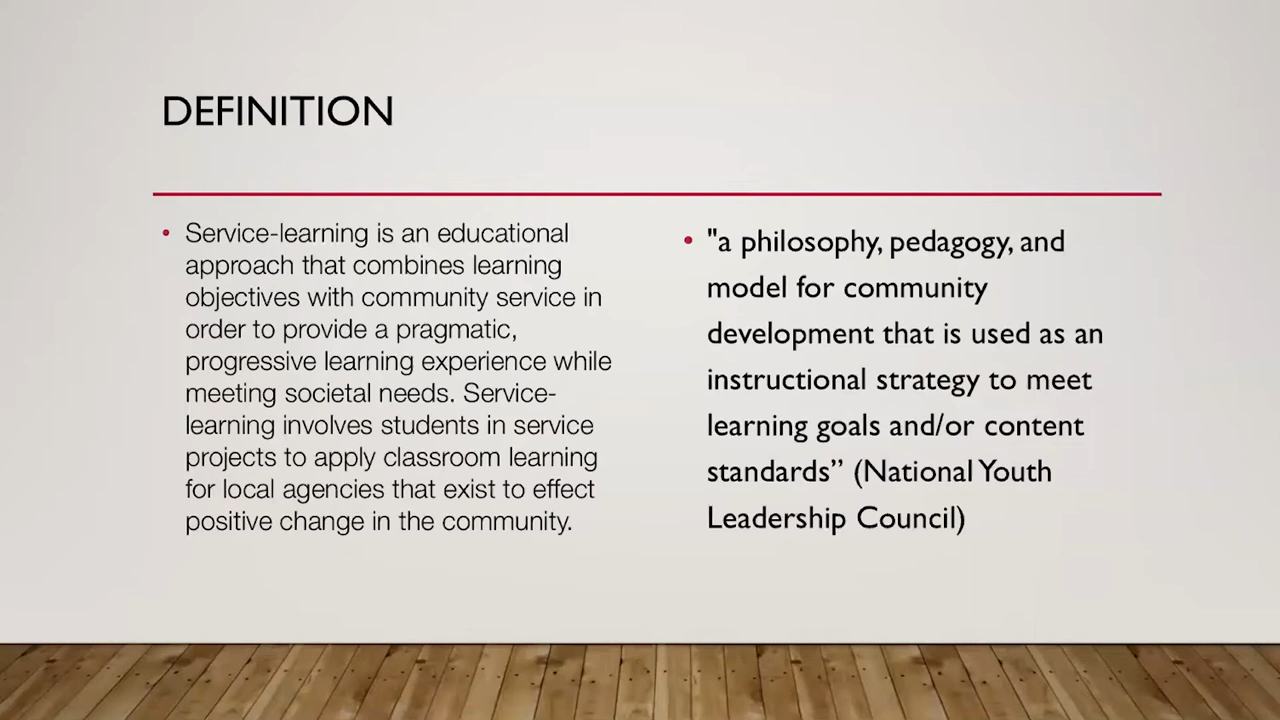 DEFINITION
• Service-learning is an educational
approach that combines learning
objectives with community service in
order to provide a pragmatic,
progressive learning experience while
meeting societal needs. Service-
learning involves students in service
projects to apply classroom learning
for local agencies that exist to effect
positive change in the community.
• "a philosophy, pedagogy, and
model for community
development that is used as an
instructional strategy to meet
learning goals and/or content
standards” (National Youth
Leadership Council)